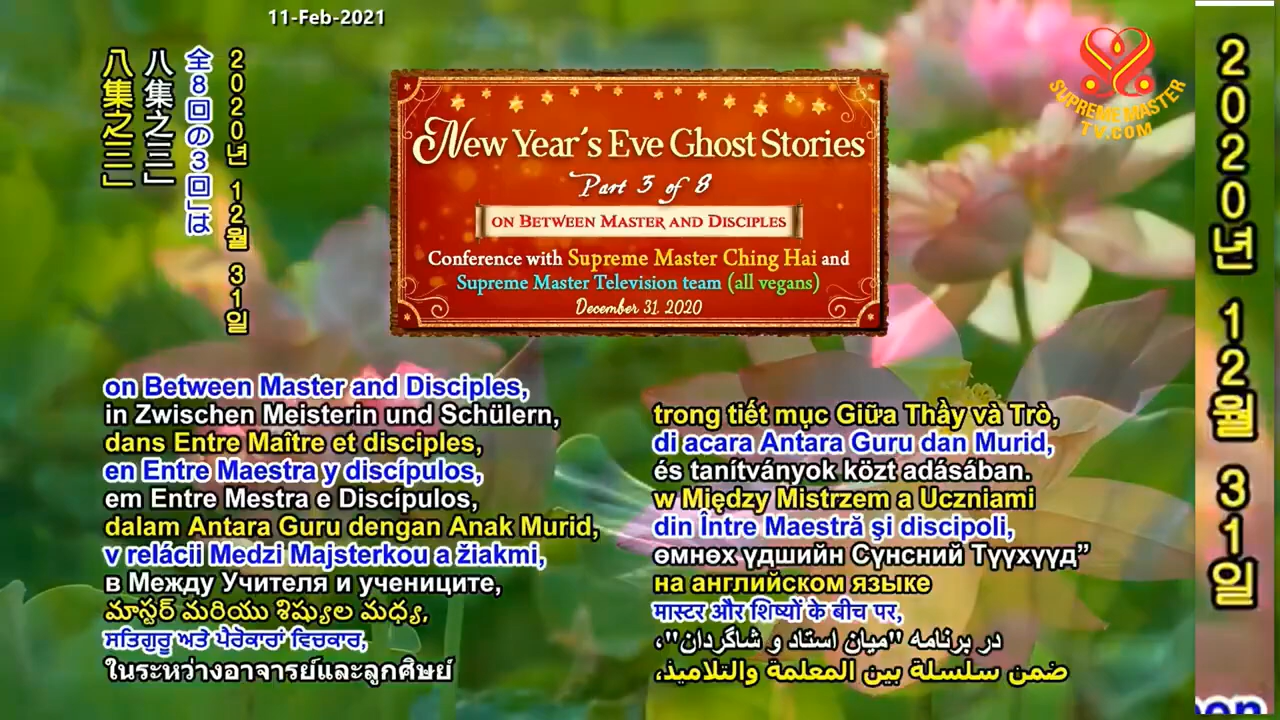 11-Feb-2021
2020년 12월 31일
全8回の3回」は
八集之三」
八集之三」
New Year's Eve Ghost Stories
Part 3 of 8
ON BETWEEN MASTER AND DISCIPLES
Conference with Supreme Master Ching Hai and
Supreme Master Television team (all vegans)
December 31, 2020
SUPREME MASTER
TV.COM
2020년 12월 31일
on Between Master and Disciples,
in Zwischen Meisterin und Schülern,
dans Entre Maître et disciples,
en Entre Maestra y discípulos,
em Entre Mestra e Discípulos,
dalam Antara Guru dengan Anak Murid,
v relácii Medzi Majsterkou a žiakmi,
в Между Учителя и учениците,
మాస్టర్ మరియు శిష్యుల మధ్య,
ਸਤਿਗੁਰੂ ਅਤੇ ਪੈਰੋਕਾਰਾਂ ਵਿਚਕਾਰ,
ในระหว่างอาจารย์และลูกศิษย์
trong tiết mục Giữa Thầy và Trò,
di acara Antara Guru dan Murid,
és tanítványok közt adásában.
w Między Mistrzem a Uczniami
din Între Maestră şi discipoli,
өмнөх үдшийн Сүнсний Түүхүүд”
на английском языке
मास्टर और शिष्यों के बीच पर,
در برنامه "میان استاد و شاگردان"،
ضمن سلسلة بين المعلمة والتلاميذ،